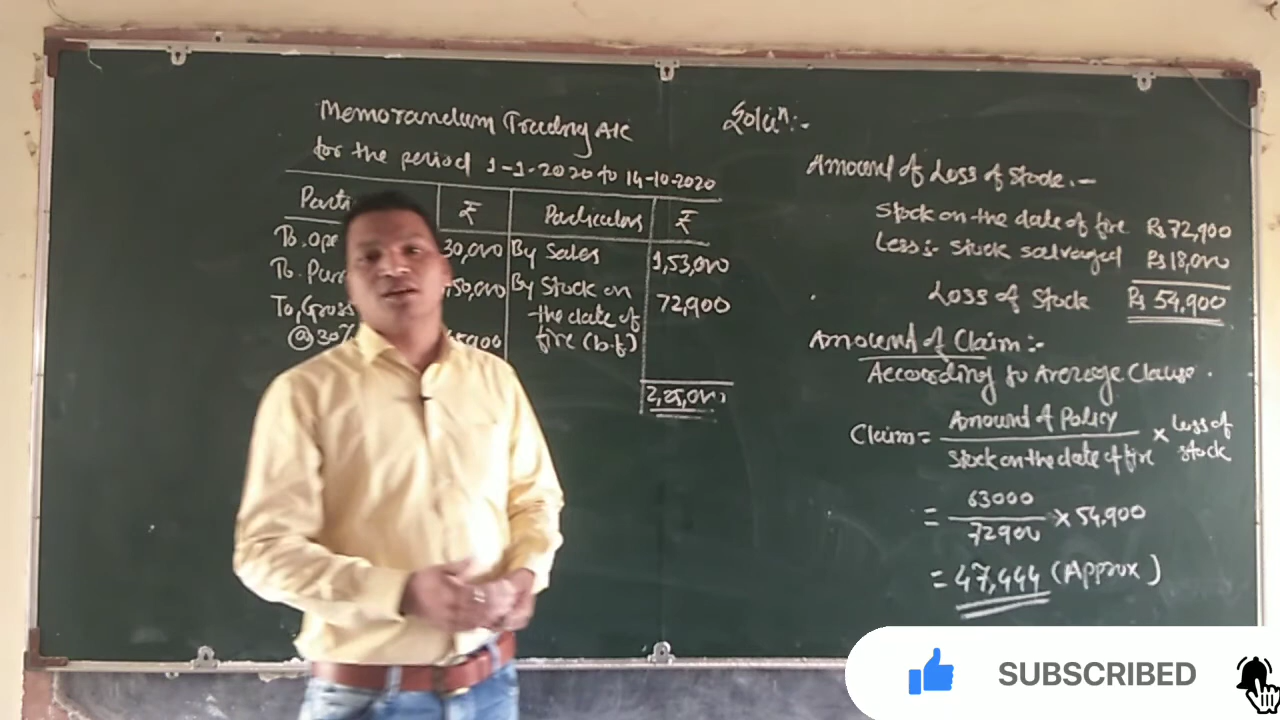 Memorandum Trading A/c
for the period 1-1-2020 to 14-10-2020
Parti ₹ Particulars ₹
To. ope 30,000 By Sales 1,53,000
To. Pur ,50,000 By Stock on 72,900
To, Gross the date of
@ 30% 45900 fire (b.f)
2,25,
Solun:-
Amount of Loss of Stock.-
Stock on the date of fire Rs 72,900
Less:- Stock salvaged Rs 18,000
Loss of Stock Rs 54,900
Amount of Claim:-
According to Average Clause.
Claim = Amount of Policy / Stock on the date of fire × Loss of Stock
= 63000 / 72900 × 54,900
= 47,444 (Approx)
SUBSCRIBED